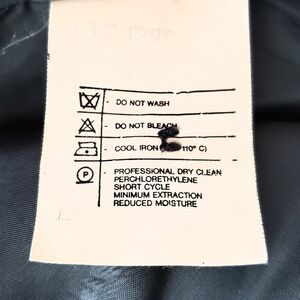 - DO NOT WASH
- DO NOT BLEACH
- COOL IRON ( 110° C)
P
- PROFESSIONAL DRY CLEAN
PERCHLORETHYLENE
SHORT CYCLE
MINIMUM EXTRACTION
REDUCED MOISTURE